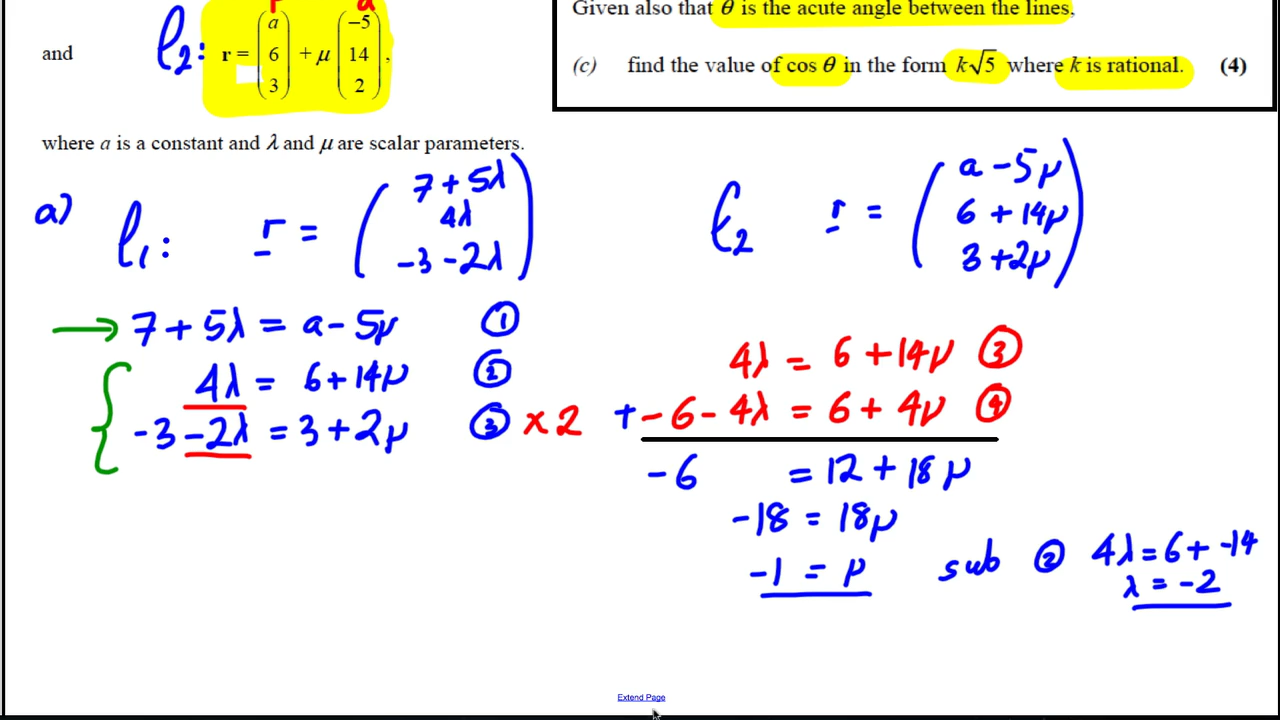 and ℓ2: r = (a 6 3) + μ (−5 14 2),
where a is a constant and λ and μ are scalar parameters.
Given also that θ is the acute angle between the lines,
(c) find the value of cos θ in the form k√5 where k is rational. (4)
a) ℓ1: r = (7 + 5λ 4λ -3 - 2λ)
ℓ2 r = (a - 5μ 6 + 14μ 3 + 2μ)
7 + 5λ = a - 5μ ①
4λ = 6 + 14μ ②
-3 - 2λ = 3 + 2μ ③ × 2
4λ = 6 + 14μ ③
+ -6 - 4λ = 6 + 4μ ④
-6 = 12 + 18μ
-18 = 18μ
-1 = μ
sub ② 4λ = 6 + -14
λ = -2
Extend Page